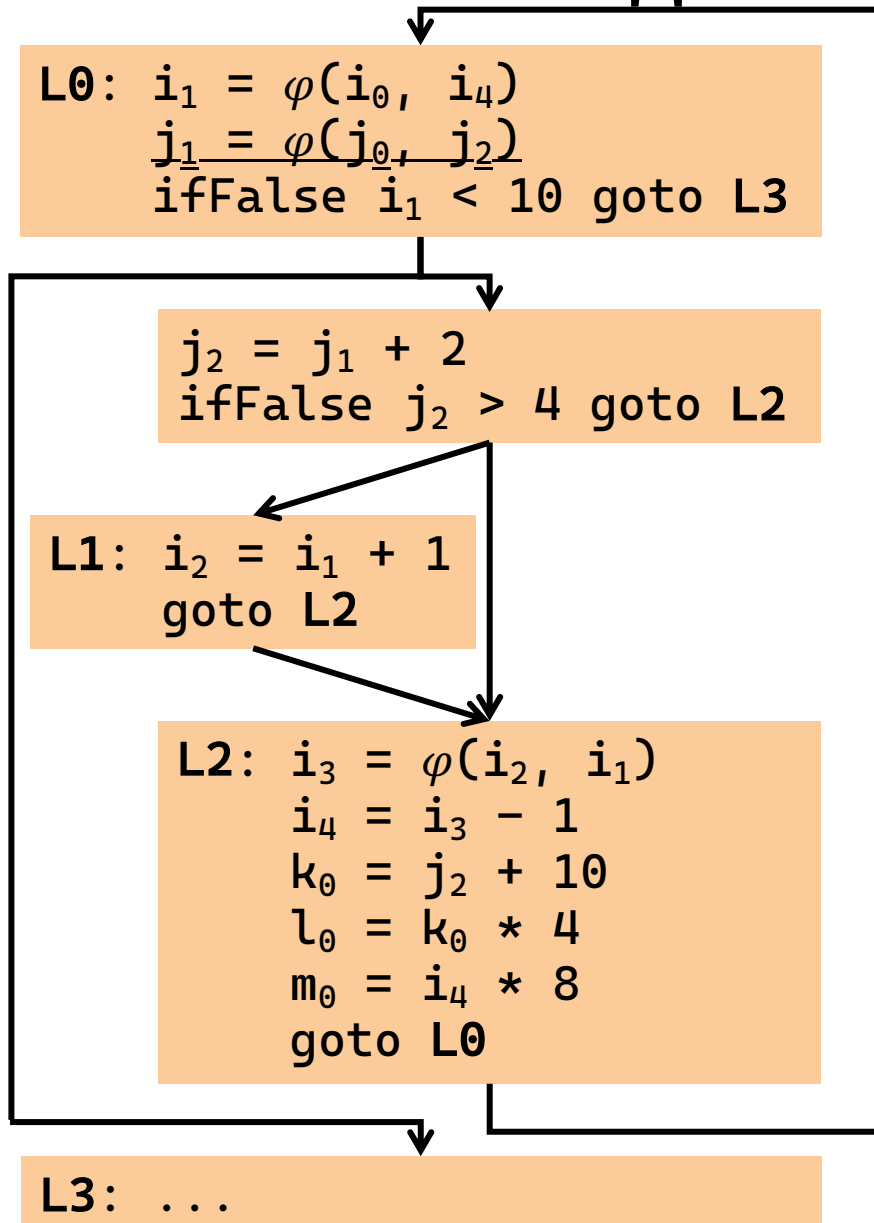 L0: i₁ = φ(i₀, i₄)
j₁ = φ(j₀, j₂)
ifFalse i₁ < 10 goto L3
j₂ = j₁ + 2
ifFalse j₂ > 4 goto L2
L1: i₂ = i₁ + 1
goto L2
L2: i₃ = φ(i₂, i₁)
i₄ = i₃ − 1
k₀ = j₂ + 10
l₀ = k₀ * 4
m₀ = i₄ * 8
goto L0
L3: ...